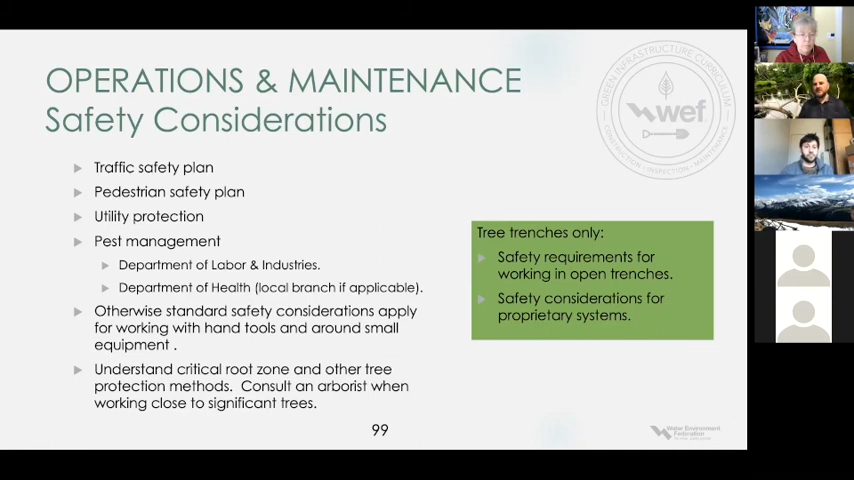 OPERATIONS & MAINTENANCE
Safety Considerations
GREEN INFRASTRUCTURE CURRICULUM
wef
CONSTRUCTION • INSPECTION • MAINTENANCE
Traffic safety plan
Pedestrian safety plan
Utility protection
Pest management
Department of Labor & Industries.
Department of Health (local branch if applicable).
Otherwise standard safety considerations apply
for working with hand tools and around small
equipment .
Understand critical root zone and other tree
protection methods.  Consult an arborist when
working close to significant trees.
Tree trenches only:
Safety requirements for
working in open trenches.
Safety considerations for
proprietary systems.
99
Water Environment
Federation